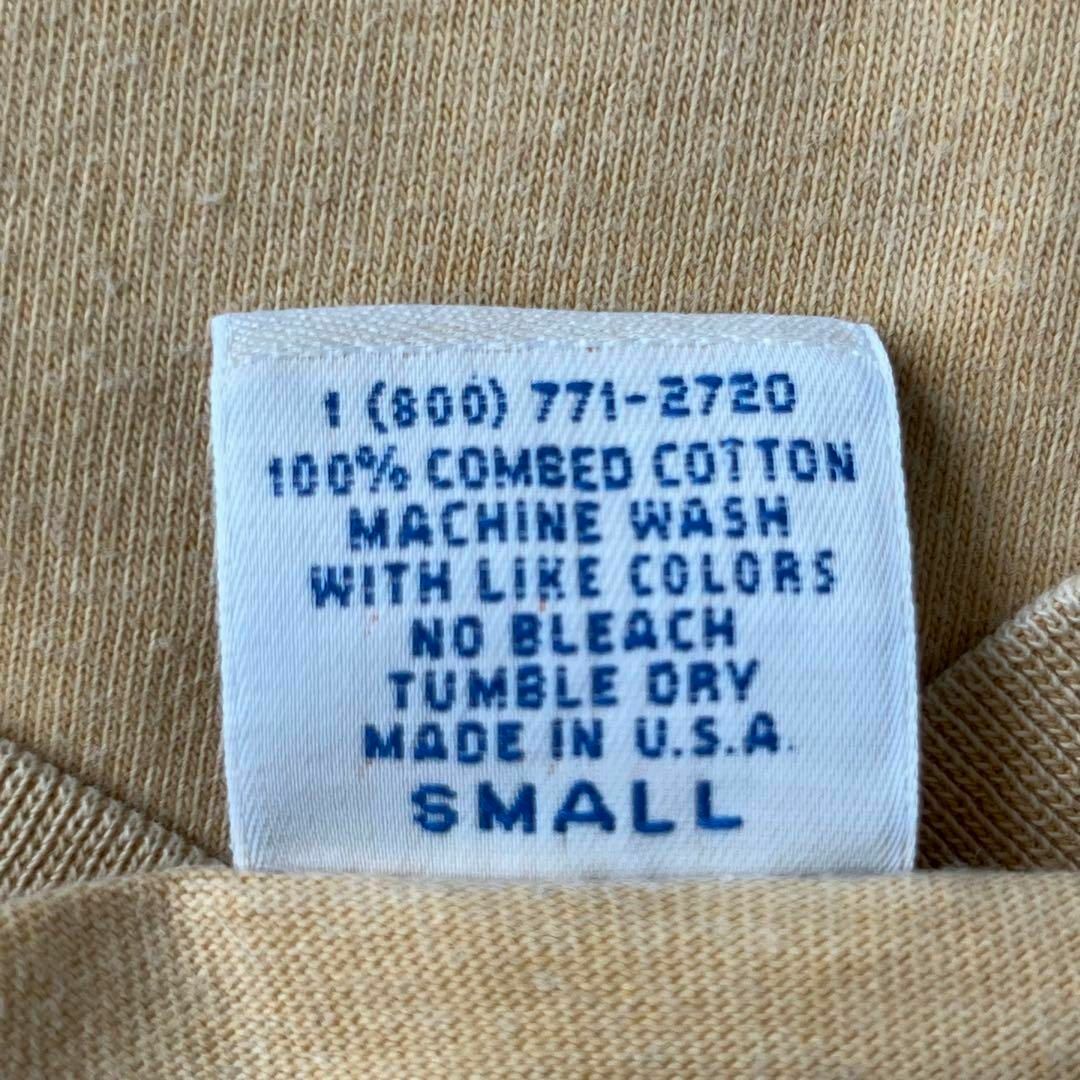 1 (800) 771-2720
100% COMBED COTTON
MACHINE WASH
WITH LIKE COLORS
NO BLEACH
TUMBLE DRY
MADE IN U.S.A.
SMALL